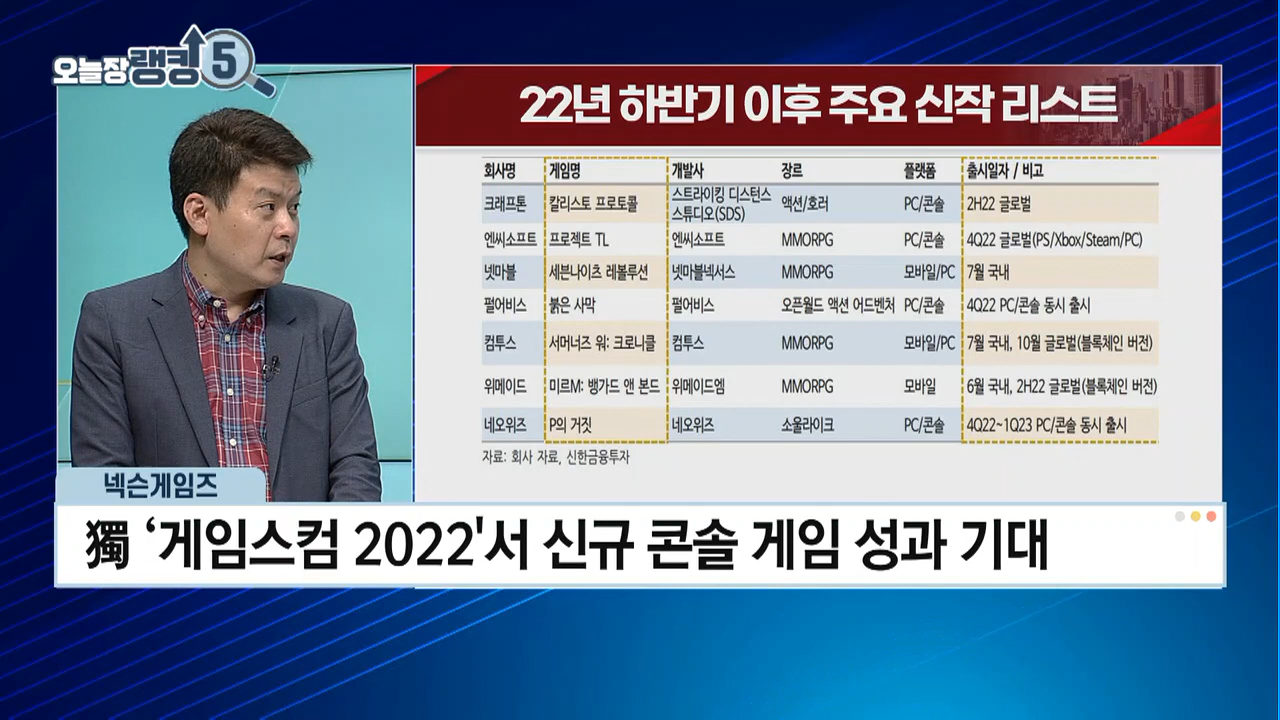 오늘장 랭킹 5
22년 하반기 이후 주요 신작 리스트
회사명 게임명 개발사 장르 플랫폼 출시일자 / 비고
크래프톤 칼리스토 프로토콜 스트라이킹 디스턴스 스튜디오(SDS) 액션/호러 PC/콘솔 2H22 글로벌
엔씨소프트 프로젝트 TL 엔씨소프트 MMORPG PC/콘솔 4Q22 글로벌(PS/Xbox/Steam/PC)
넷마블 세븐나이츠 레볼루션 넷마블넥서스 MMORPG 모바일/PC 7월 국내
펄어비스 붉은 사막 펄어비스 오픈월드 액션 어드벤처 PC/콘솔 4Q22 PC/콘솔 동시 출시
컴투스 서머너즈 워: 크로니클 컴투스 MMORPG 모바일/PC 7월 국내, 10월 글로벌(블록체인 버전)
위메이드 미르M: 뱅가드 앤 본드 위메이드엠 MMORPG 모바일 6월 국내, 2H22 글로벌(블록체인 버전)
네오위즈 P의 거짓 네오위즈 소울라이크 PC/콘솔 4Q22~1Q23 PC/콘솔 동시 출시
자료: 회사 자료, 신한금융투자
넥슨게임즈
獨 ‘게임스컴 2022'서 신규 콘솔 게임 성과 기대